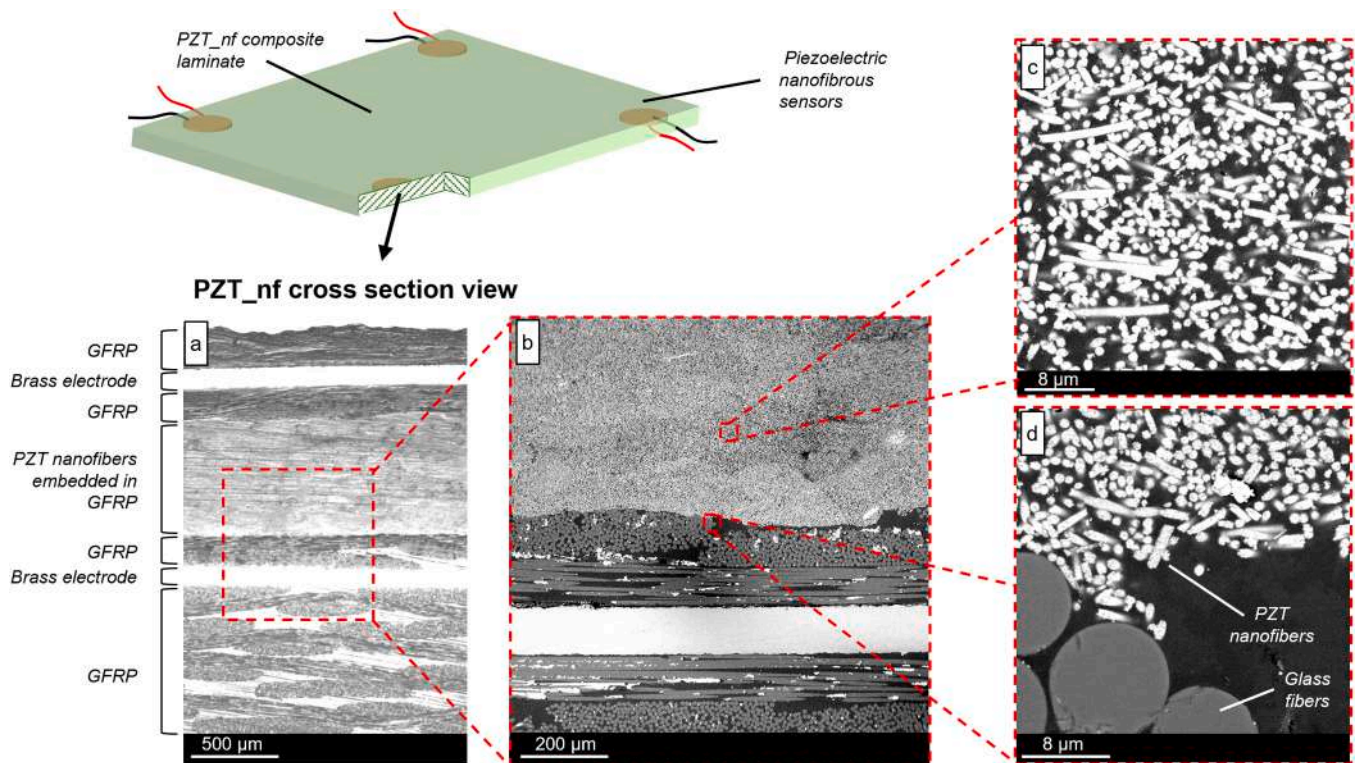 PZT_nf composite
laminate
Piezoelectric
nanofibrous
sensors
PZT_nf cross section view
a
GFRP
Brass electrode
GFRP
PZT nanofibers
embedded in
GFRP
GFRP
Brass electrode
GFRP
500 µm
b
200 µm
c
8 µm
d
PZT
nanofibers
Glass
fibers
8 µm